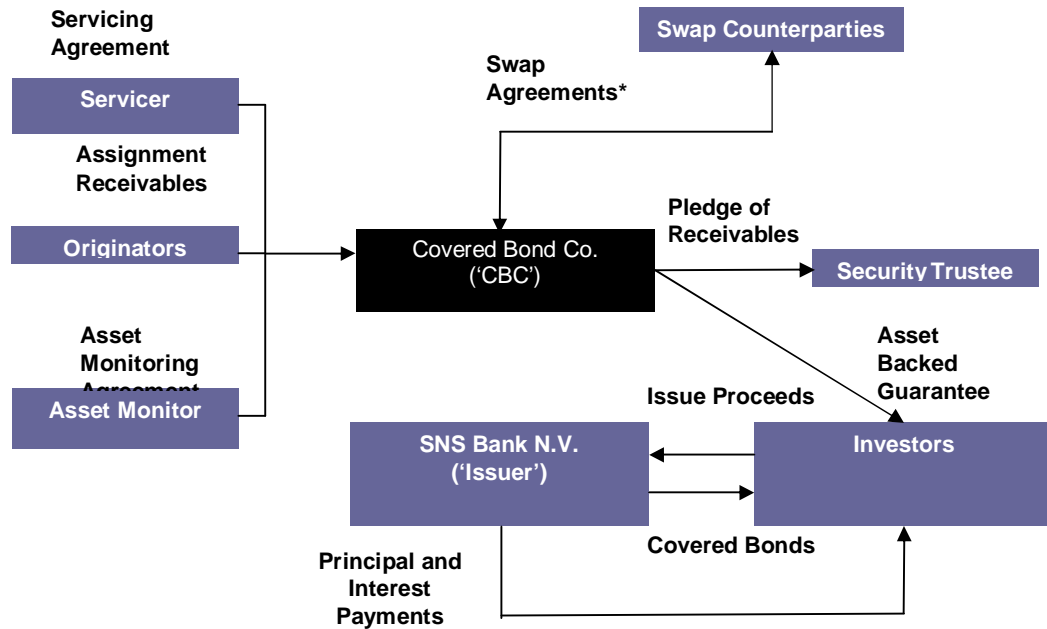 Servicing
Agreement
Swap Counterparties
Swap
Agreements*
Servicer
Assignment
Receivables
Pledge of
Receivables
Originators
Covered Bond Co.
(‘CBC’)
Security Trustee
Asset
Monitoring
Agreement
Asset
Backed
Guarantee
Issue Proceeds
Asset Monitor
SNS Bank N.V.
(‘Issuer’)
Investors
Covered Bonds
Principal and
Interest
Payments